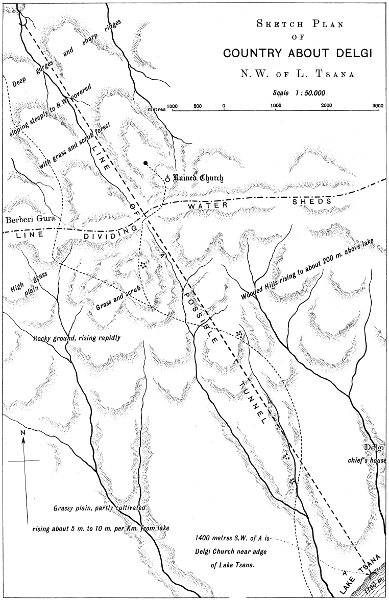 SKETCH PLAN
OF
COUNTRY ABOUT DELGI
N.W. OF L. TSANA
Scale 1 : 50.000
metres 1000 500 0 1000 2000 3000
Deep gorges and sharp ridges
sloping steeply to N.W. covered
with grass and scrub forest
Ruined Church
Berberi Gura
LINE DIVIDING WATER SHEDS
LINE OF A POSSIBLE TUNNEL
High grass
plain
Grass and scrub
Wooded Hills rising to about 200 m. above lake
Rocky ground, rising rapidly
N
Delgi
chief's house
Grassy plain, partly cultivated
rising about 5 m. to 10 m. per Km. from lake
1400 metres S.W. of A is
Delgi Church near edge
of Lake Tsana.
LAKE TSANA